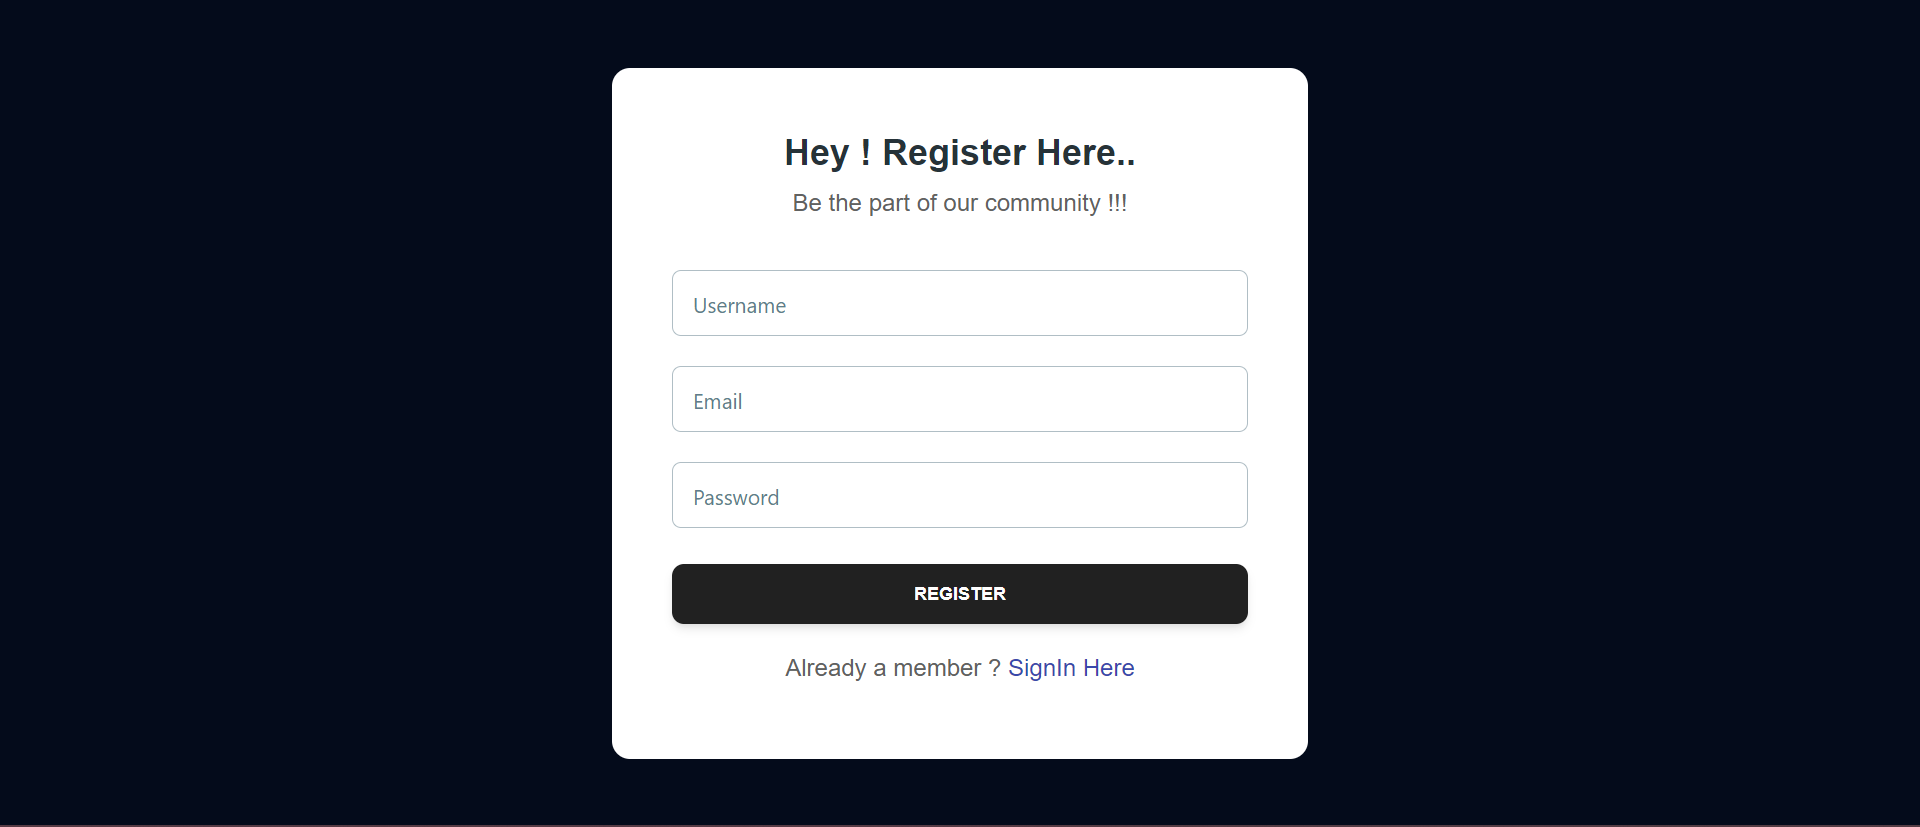 Hey ! Register Here..
Be the part of our community !!!
Username
Email
Password
REGISTER
Already a member ? SignIn Here